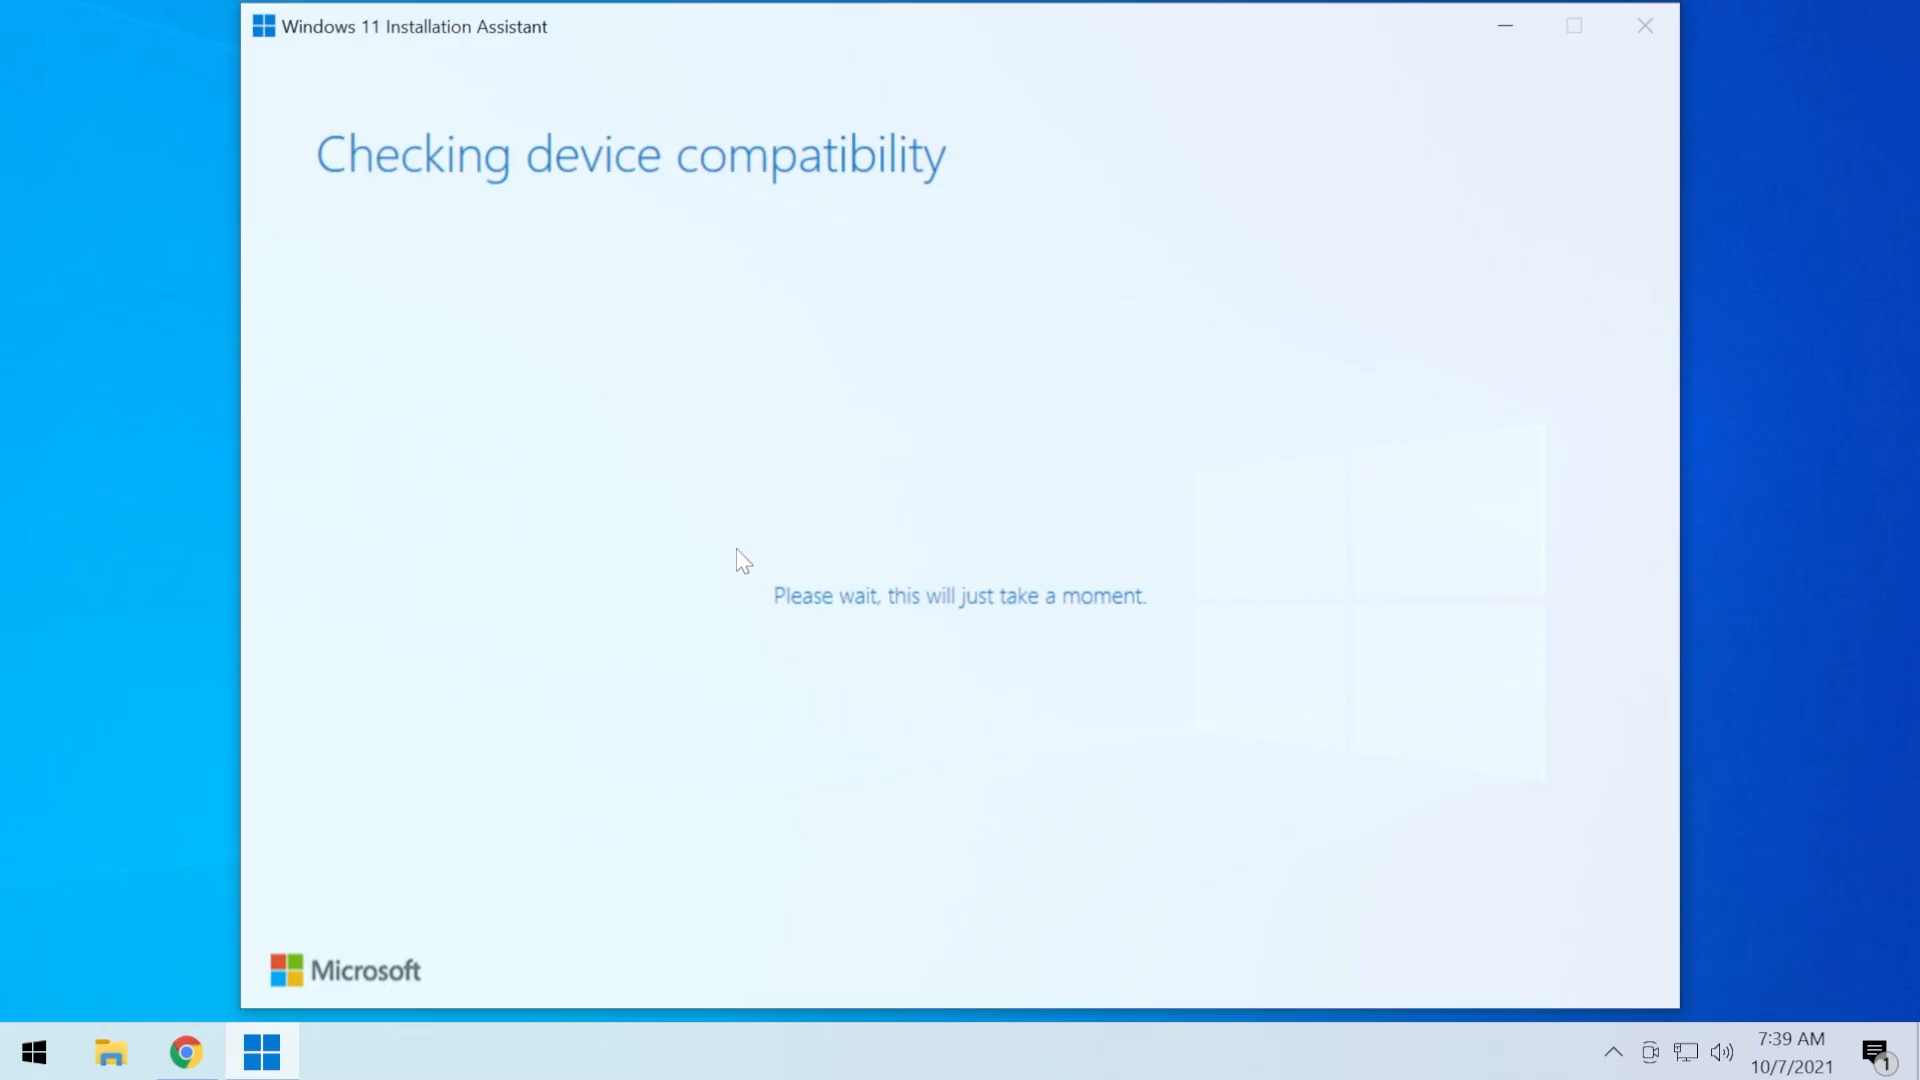 Windows 11 Installation Assistant
Checking device compatibility
Please wait, this will just take a moment.
Microsoft
7:39 AM
10/7/2021
1